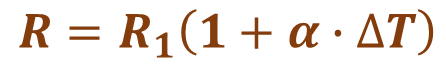 R = R₁(1 + α · ΔT)